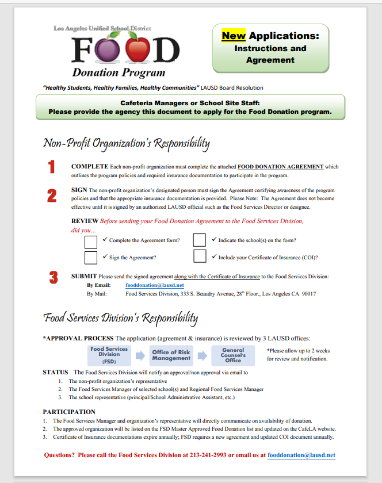 Los Angeles Unified School District
FOOD
Donation Program
New Applications:
Instructions and
Agreement
"Healthy Students, Healthy Families, Healthy Communities" LAUSD Board Resolution
Cafeteria Managers or School Site Staff:
Please provide the agency this document to apply for the Food Donation program.
Non-Profit Organization's Responsibility
1 COMPLETE Each non-profit organization must complete the attached FOOD DONATION AGREEMENT which
outlines the program policies and required insurance documentation to participate in the program.
2 SIGN The non-profit organization's designated person must sign the Agreement certifying awareness of the program
policies and that the appropriate insurance documentation is provided. Please Note: The Agreement does not become
effective until it is signed by an authorized LAUSD official such as the Food Services Director or designee.
REVIEW Before sending your Food Donation Agreement to the Food Services Division,
did you...
✓ Complete the Agreement form? ✓ Indicate the school(s) on the form?
✓ Sign the Agreement? ✓ Include your Certificate of Insurance (COI)?
3 SUBMIT Please send the signed agreement along with the Certificate of Insurance to the Food Services Division:
By Email: fooddonation@lausd.net
By Mail: Food Services Division, 333 S. Beaudry Avenue, 28th Floor., Los Angeles CA 90017
Food Services Division's Responsibility
*APPROVAL PROCESS The application (agreement & insurance) is reviewed by 3 LAUSD offices:
Food Services
Division
(FSD)
Office of Risk
Management
General
Counsel's
Office
*Please allow up to 2 weeks
for review and notification.
STATUS The Food Services Division will notify an approval/non approval via email to
1. The non-profit organization's representative
2. The Food Services Manager of selected school(s) and Regional Food Services Manager
3. The school representative (principal/School Administrative Assistant, etc.)
PARTICIPATION
1. The Food Services Manager and organization's representative will directly communicate on availability of donation.
2. The approved organization will be listed on the FSD Master Approved Food Donation list and updated on the CafeLA website.
3. Certificate of Insurance documentations expire annually; FSD requires a new agreement and updated COI document annually.
Questions? Please call the Food Services Division at 213-241-2993 or email us at fooddonation@lausd.net